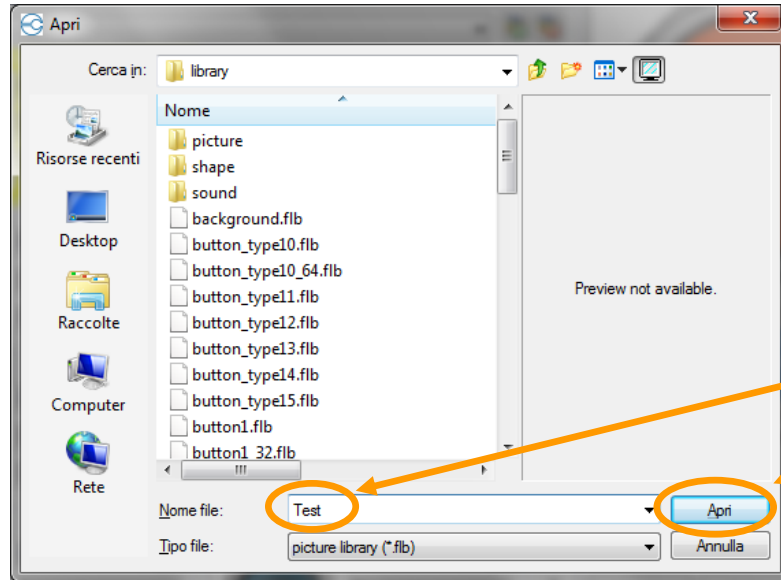 Apri
Cerca in: library
Nome
picture
shape
sound
background.flb
button_type10.flb
button_type10_64.flb
button_type11.flb
button_type12.flb
button_type13.flb
button_type14.flb
button_type15.flb
button1.flb
button1_32.flb
Risorse recenti
Desktop
Raccolte
Computer
Rete
Preview not available.
Nome file: Test Apri
Tipo file: picture library (*.flb) Annulla